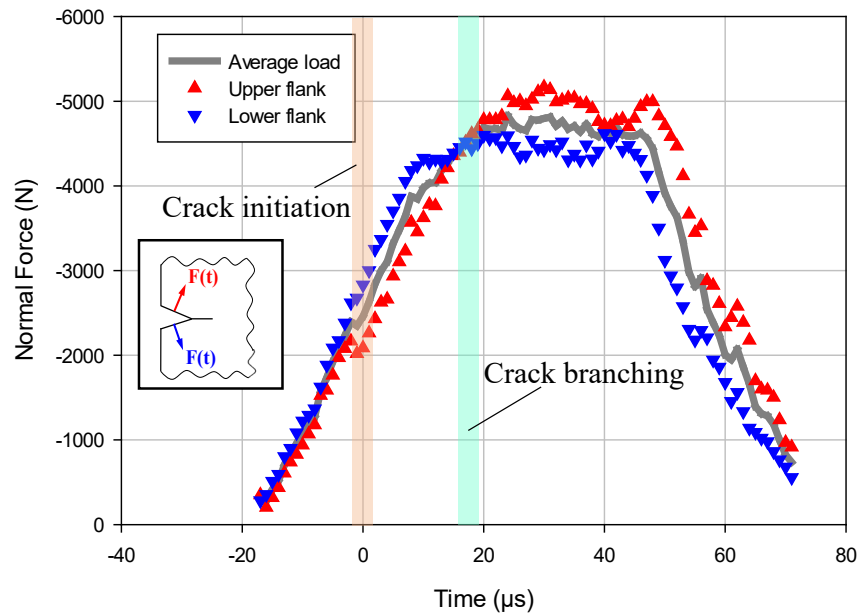 -6000
-5000
-4000
-3000
-2000
-1000
0
Normal Force (N)
Average load
Upper flank
Lower flank
Crack initiation
F(t)
F(t)
Crack branching
-40
-20
0
20
40
60
80
Time (µs)